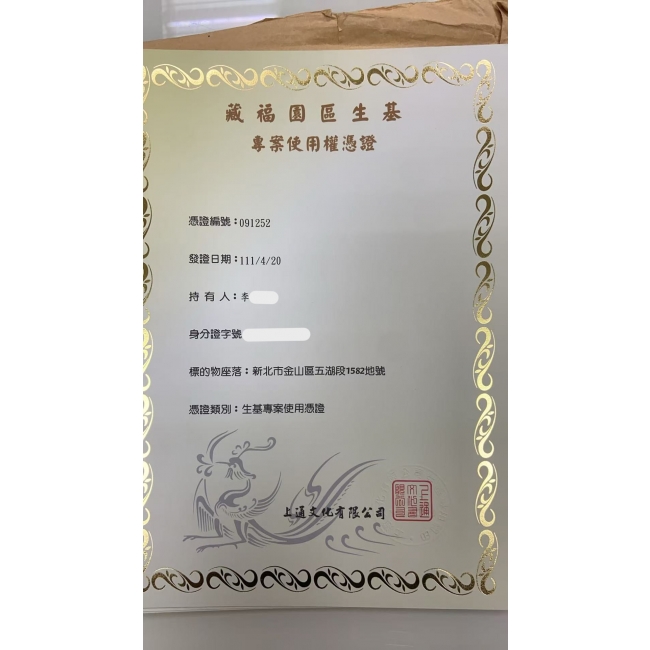 藏福園區生基
專案使用權憑證
憑證編號：091252
發證日期：111/4/20
持有人：李
身分證字號
標的物座落：新北市金山區五湖段1582地號
憑證類別：生基專案使用憑證
上通文化有限公司